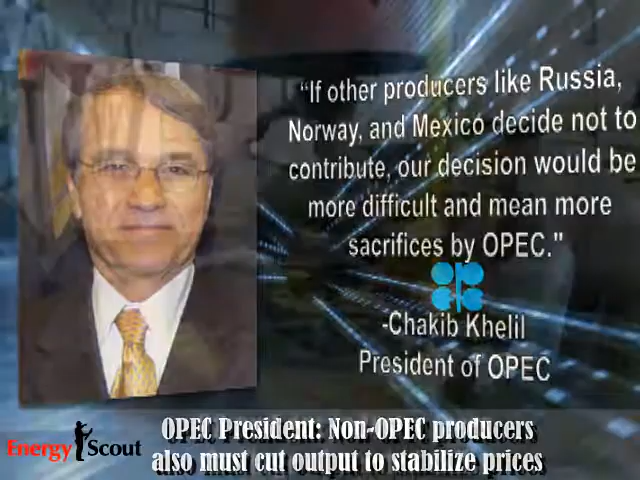 “If other producers like Russia,
Norway, and Mexico decide not to
contribute, our decision would be
more difficult and mean more
sacrifices by OPEC."
OPEC
-Chakib Khelil
President of OPEC
Energy Scout
OPEC President: Non-OPEC producers
also must cut output to stabilize prices